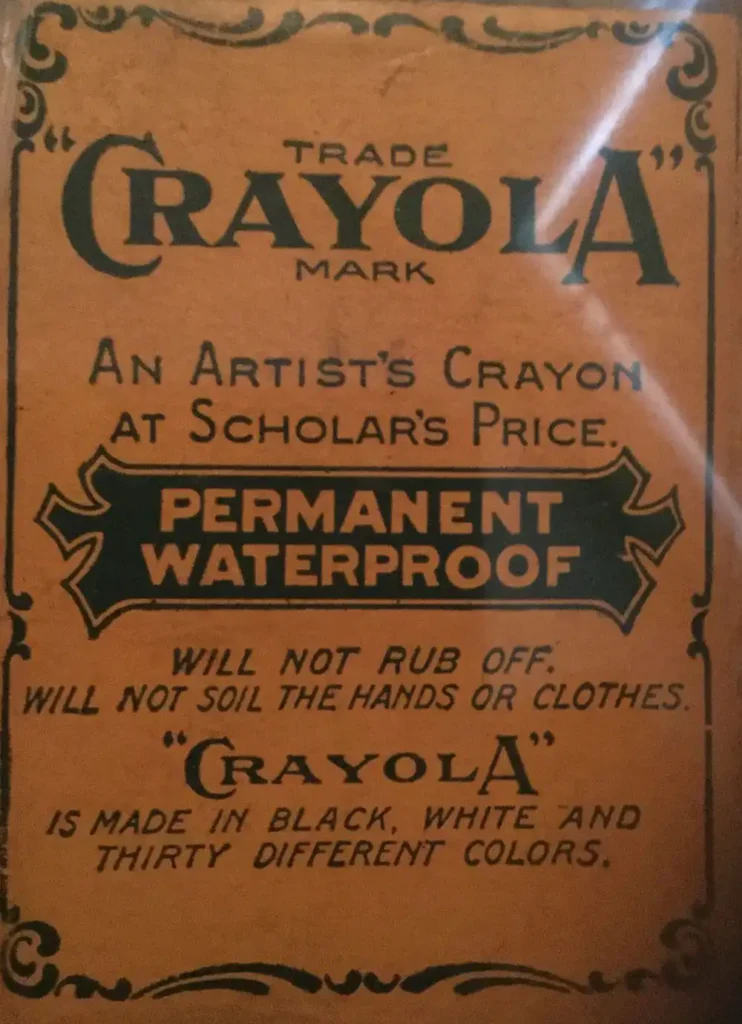 TRADE
"CRAYOLA"
MARK
AN ARTIST'S CRAYON
AT SCHOLAR'S PRICE.
PERMANENT
WATERPROOF
WILL NOT RUB OFF.
WILL NOT SOIL THE HANDS OR CLOTHES.
"CRAYOLA"
IS MADE IN BLACK, WHITE AND
THIRTY DIFFERENT COLORS.